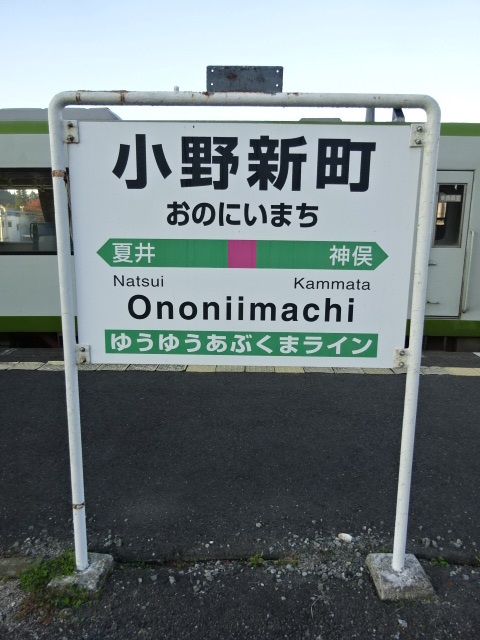 小野新町
おのにいまち
夏井 神俣
Natsui Kammata
Ononiimachi
ゆうゆうあぶくまライン